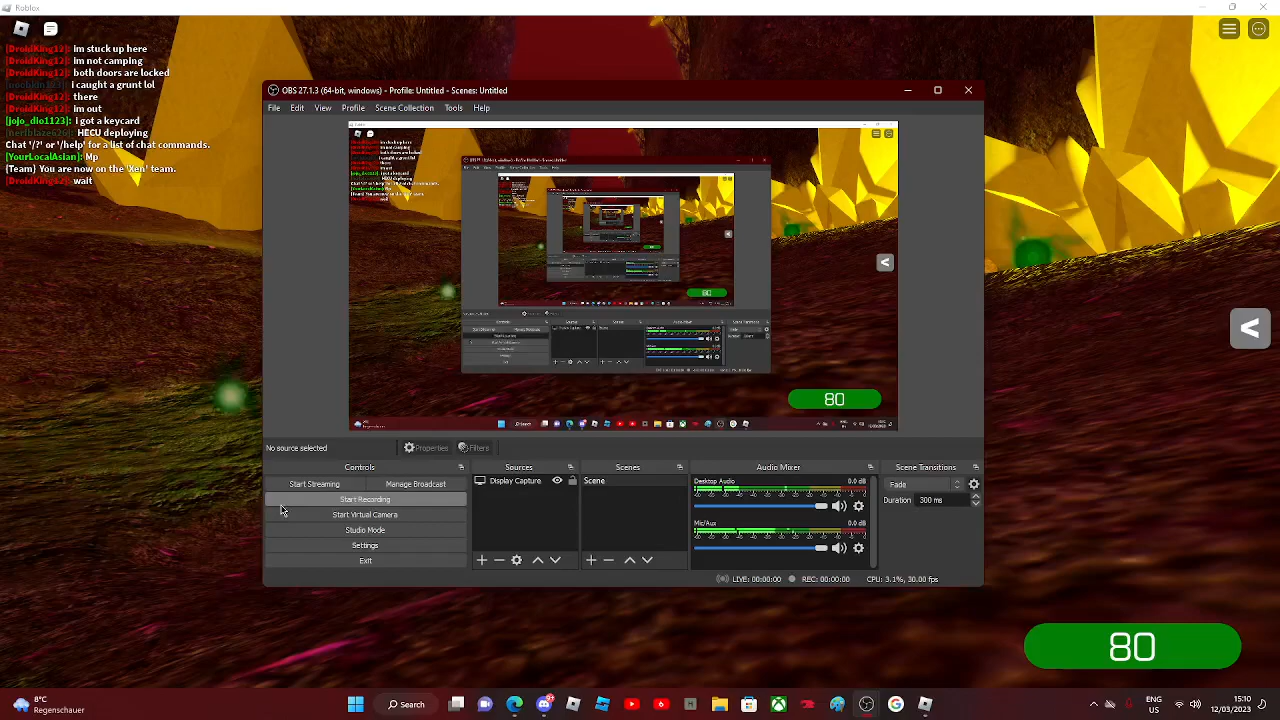 Roblox
[DroidKing12]: im stuck up here
[DroidKing12]: im not camping
[DroidKing12]: both doors are locked
[noobkin103]: I caught a grunt lol
[DroidKing12]: there
[DroidKing12]: im out
[jojo_dio1123]: I got a keycard
[nerfblaze626]: HECU deploying
Chat '/?' or '/help' for a list of chat commands.
[YourLocalAsian]: Np
{Team} You are now on the 'Xen' team.
[DroidKing12]: wait
OBS 27.1.3 (64-bit, windows) - Profile: Untitled - Scenes: Untitled
File Edit View Profile Scene Collection Tools Help
80
No source selected Properties Filters
Controls Sources Scenes Audio Mixer Scene Transitions
Start Streaming Manage Broadcast
Start Recording
Start Virtual Camera
Studio Mode
Settings
Exit
Display Capture
Scene
Desktop Audio 0.0 dB
Mic/Aux 0.0 dB
Fade
Duration 300 ms
LIVE: 00:00:00 REC: 00:00:00 CPU: 3.1%, 30.00 fps
<
80
8°C
Regenschauer
Search
9+
ENG
US
15:10
12/03/2023